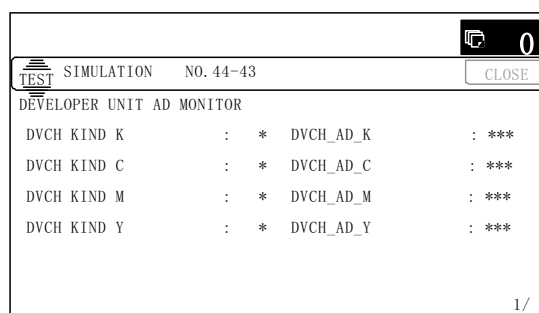 0
TEST SIMULATION NO. 44-43 CLOSE
DEVELOPER UNIT AD MONITOR
DVCH KIND K : * DVCH_AD_K : ***
DVCH KIND C : * DVCH_AD_C : ***
DVCH KIND M : * DVCH_AD_M : ***
DVCH KIND Y : * DVCH_AD_Y : ***
1/